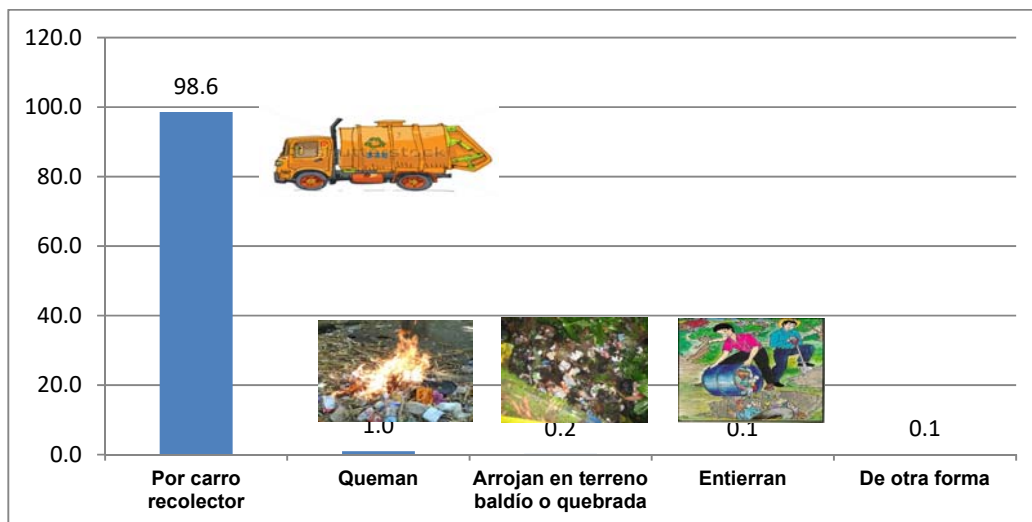 120.0
100.0
80.0
60.0
40.0
20.0
0.0
98.6
1.0
0.2
0.1
0.1
Por carro
recolector
Queman
Arrojan en terreno
baldío o quebrada
Entierran
De otra forma